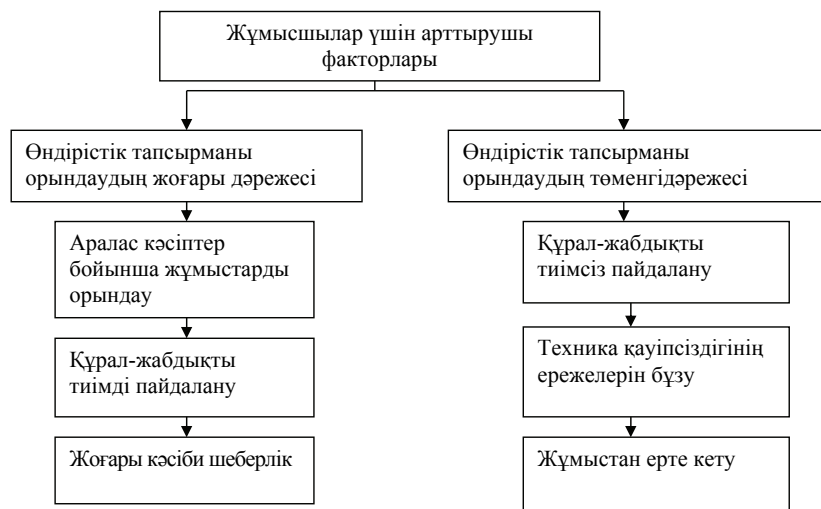 Жұмысшылар үшін арттырушы
факторлары
Өндірістік тапсырманы
орындаудың жоғары дәрежесі
Аралас кәсіптер
бойынша жұмыстарды
орындау
Құрал-жабдықты
тиімді пайдалану
Жоғары кәсіби шеберлік
Өндірістік тапсырманы
орындаудың төменгідәрежесі
Құрал-жабдықты
тиімсіз пайдалану
Техника қауіпсіздігінің
ережелерін бұзу
Жұмыстан ерте кету